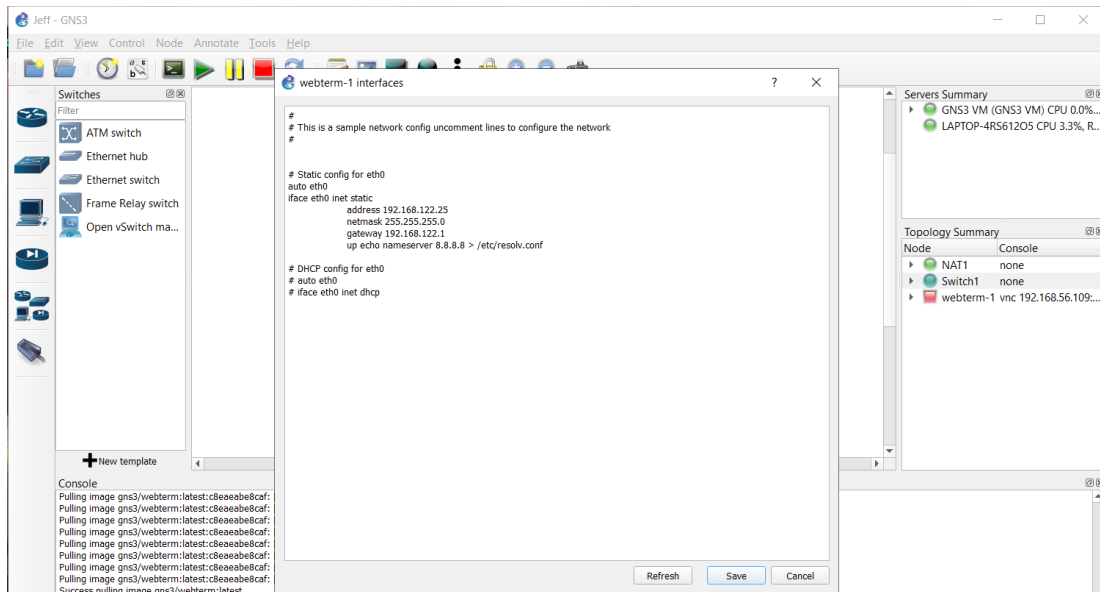 Jeff - GNS3
File Edit View Control Node Annotate Tools Help
Switches
Filter
ATM switch
Ethernet hub
Ethernet switch
Frame Relay switch
Open vSwitch ma...
New template
webterm-1 interfaces
?
#
# This is a sample network config uncomment lines to configure the network
#
# Static config for eth0
auto eth0
iface eth0 inet static
address 192.168.122.25
netmask 255.255.255.0
gateway 192.168.122.1
up echo nameserver 8.8.8.8 > /etc/resolv.conf
# DHCP config for eth0
# auto eth0
# iface eth0 inet dhcp
Refresh Save Cancel
Servers Summary
GNS3 VM (GNS3 VM) CPU 0.0%...
LAPTOP-4RS612O5 CPU 3.3%, R...
Topology Summary
Node Console
NAT1 none
Switch1 none
webterm-1 vnc 192.168.56.109:...
Console
Pulling image gns3/webterm:latest:c8eaeabe8caf:
Pulling image gns3/webterm:latest:c8eaeabe8caf:
Pulling image gns3/webterm:latest:c8eaeabe8caf:
Pulling image gns3/webterm:latest:c8eaeabe8caf:
Pulling image gns3/webterm:latest:c8eaeabe8caf:
Pulling image gns3/webterm:latest:c8eaeabe8caf:
Pulling image gns3/webterm:latest:c8eaeabe8caf:
Pulling image gns3/webterm:latest:c8eaeabe8caf:
Success pulling image gns3/webterm:latest